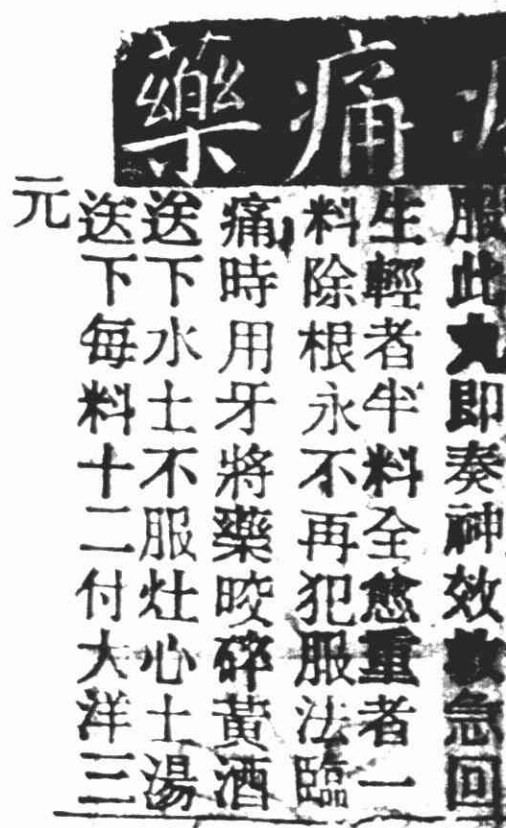 痛藥
服此丸即奏神效救急回
生輕者半料全愈重者一
料除根永不再犯服法臨
痛時用牙將藥咬碎黃酒
送下水土不服灶心土湯
送下每料十二付大洋三
元